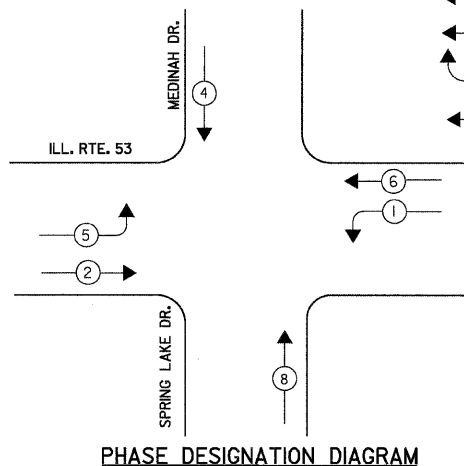 MEDINAH DR.
4
ILL. RTE. 53
6
5
1
2
SPRING LAKE DR.
8
PHASE DESIGNATION DIAGRAM